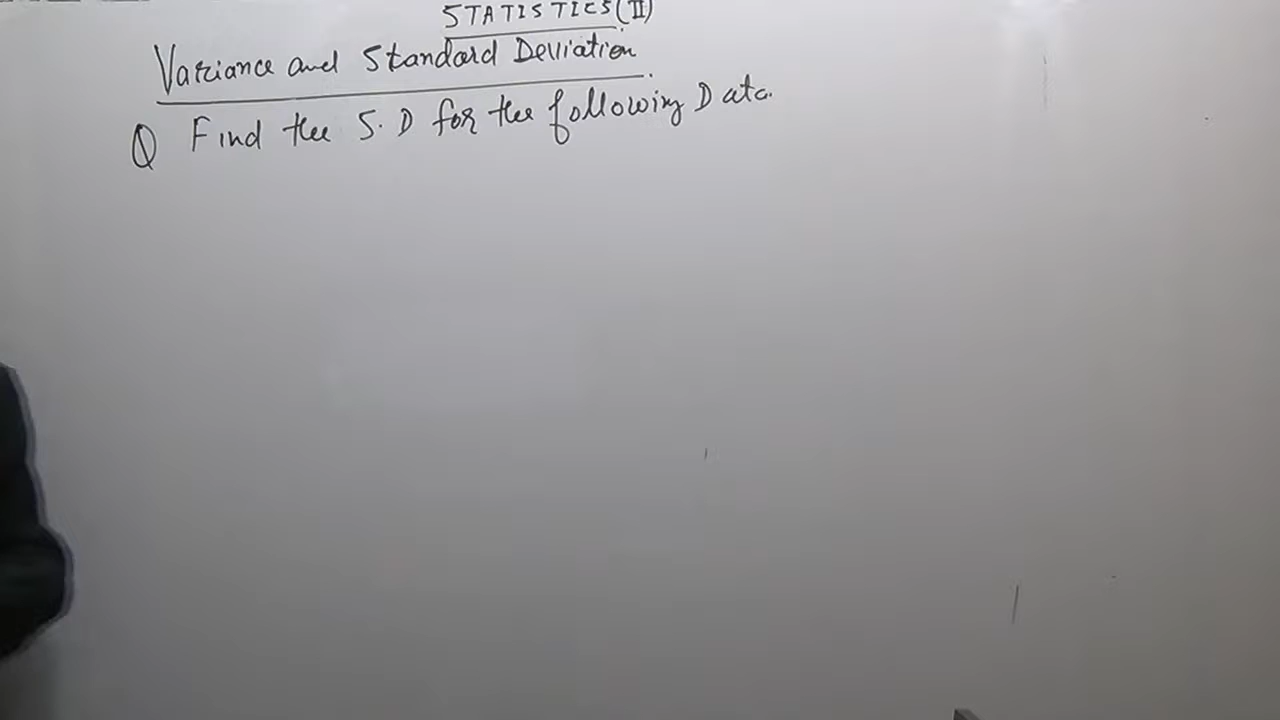 STATISTICS(II)
Variance and Standard Deviation
Q Find the S.D for the following Data.